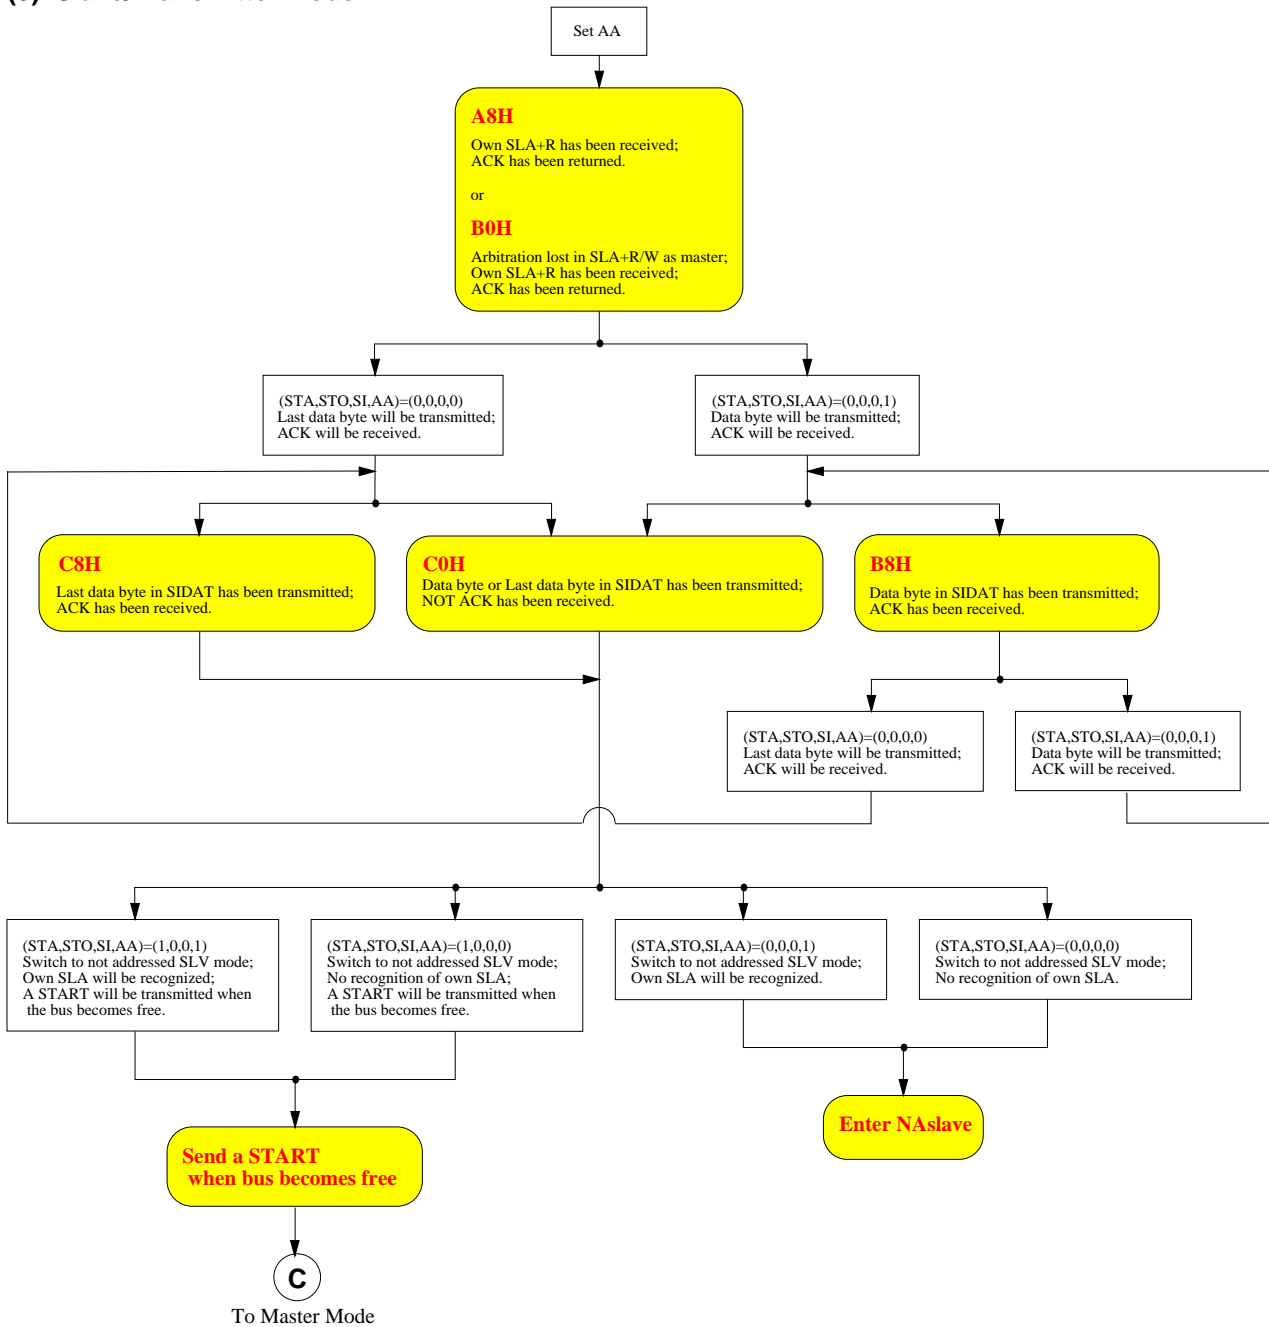 Set AA
A8H
Own SLA+R has been received;
ACK has been returned.
or
B0H
Arbitration lost in SLA+R/W as master;
Own SLA+R has been received;
ACK has been returned.
(STA,STO,SI,AA)=(0,0,0,0)
Last data byte will be transmitted;
ACK will be received.
(STA,STO,SI,AA)=(0,0,0,1)
Data byte will be transmitted;
ACK will be received.
C8H
Last data byte in SIDAT has been transmitted;
ACK has been received.
C0H
Data byte or Last data byte in SIDAT has been transmitted;
NOT ACK has been received.
B8H
Data byte in SIDAT has been transmitted;
ACK has been received.
(STA,STO,SI,AA)=(0,0,0,0)
Last data byte will be transmitted;
ACK will be received.
(STA,STO,SI,AA)=(0,0,0,1)
Data byte will be transmitted;
ACK will be received.
(STA,STO,SI,AA)=(1,0,0,1)
Switch to not addressed SLV mode;
Own SLA will be recognized;
A START will be transmitted when
the bus becomes free.
(STA,STO,SI,AA)=(1,0,0,0)
Switch to not addressed SLV mode;
No recognition of own SLA;
A START will be transmitted when
the bus becomes free.
(STA,STO,SI,AA)=(0,0,0,1)
Switch to not addressed SLV mode;
Own SLA will be recognized.
(STA,STO,SI,AA)=(0,0,0,0)
Switch to not addressed SLV mode;
No recognition of own SLA.
Enter NAslave
Send a START
when bus becomes free
C
To Master Mode